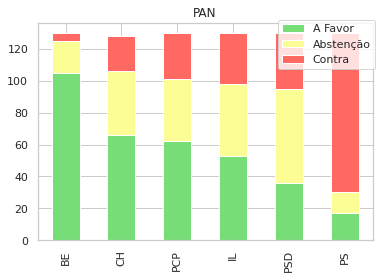 PAN
A Favor
Abstenção
Contra
120
100
80
60
40
20
0
BE
CH
PCP
IL
PSD
PS